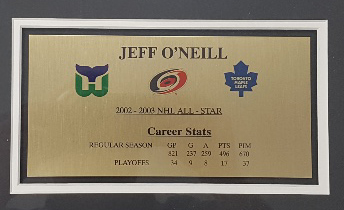 JEFF O'NEILL
TORONTO
MAPLE
LEAFS
2002 - 2003 NHL ALL - STAR
Career Stats
REGULAR SEASON GP G A PTS PIM
821 237 259 496 670
PLAYOFFS 34 9 8 17 37